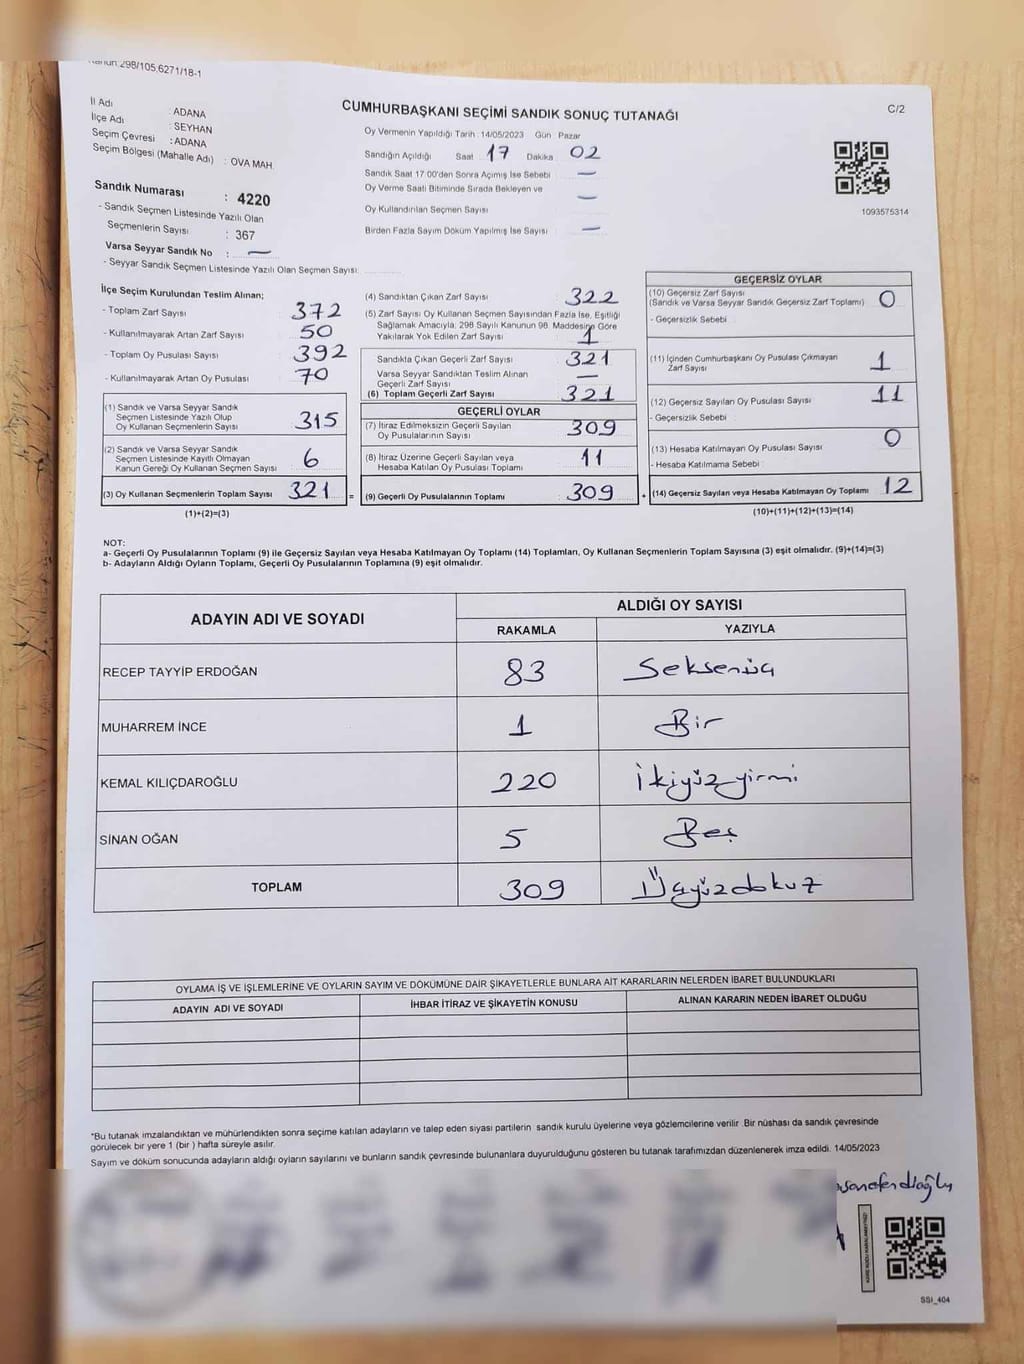 Kanun:298/105,6271/18-1
C/2
İl Adı : ADANA
İlçe Adı : SEYHAN
Seçim Çevresi : ADANA
Seçim Bölgesi (Mahalle Adı) : OVA MAH.
CUMHURBAŞKANI SEÇİMİ SANDIK SONUÇ TUTANAĞI
Oy Vermenin Yapıldığı Tarih : 14/05/2023 Gün Pazar
Sandığın Açıldığı Saat 17 Dakika 02
Sandık Saat 17 00'den Sonra Açımış İse Sebebi —
Oy Verme Saati Bitiminde Sırada Bekleyen ve
Oy Kullandırılan Seçmen Sayısı —
Birden Fazla Sayım Döküm Yapılmış İse Sayısı —
1093575314
Sandık Numarası : 4220
- Sandık Seçmen Listesinde Yazılı Olan
Seçmenlerin Sayısı : 367
Varsa Seyyar Sandık No : —
- Seyyar Sandık Seçmen Listesinde Yazılı Olan Seçmen Sayısı:
İlçe Seçim Kurulundan Teslim Alınan;
- Toplam Zarf Sayısı 372
- Kullanılmayarak Artan Zarf Sayısı 50
- Toplam Oy Pusulası Sayısı 392
- Kullanılmayarak Artan Oy Pusulası 70
(1) Sandık ve Varsa Seyyar Sandık
Seçmen Listesinde Yazılı Olup
Oy Kullanan Seçmenlerin Sayısı 315
(2) Sandık ve Varsa Seyyar Sandık
Seçmen Listesinde Kayıtlı Olmayan
Kanun Gereği Oy Kullanan Seçmen Sayısı 6
(3) Oy Kullanan Seçmenlerin Toplam Sayısı 321 =
(1)+(2)=(3)
(4) Sandıktan Çıkan Zarf Sayısı 322
(5) Zarf Sayısı Oy Kullanan Seçmen Sayısından Fazla İse, Eşitliği
Sağlamak Amacıyla; 298 Sayılı Kanunun 98. Maddesine Göre
Yakılarak Yok Edilen Zarf Sayısı 1
Sandıkla Çıkan Geçerli Zarf Sayısı 321
Varsa Seyyar Sandıktan Teslim Alınan
Geçerli Zarf Sayısı —
(6) Toplam Geçerli Zarf Sayısı 321
GEÇERLİ OYLAR
(7) İtiraz Edilmeksizin Geçerli Sayılan
Oy Pusulalarının Sayısı 309
(8) İtiraz Üzerine Geçerli Sayılan veya
Hesaba Katılan Oy Pusulası Toplamı 11
(9) Geçerli Oy Pusulalarının Toplamı 309 +
GEÇERSİZ OYLAR
(10) Geçersiz Zarf Sayısı
(Sandık ve Varsa Seyyar Sandık Geçersiz Zarf Toplamı) 0
- Geçersizlik Sebebi
(11) İçinden Cumhurbaşkanı Oy Pusulası Çıkmayan
Zarf Sayısı 1
(12) Geçersiz Sayılan Oy Pusulası Sayısı 11
- Geçersizlik Sebebi
(13) Hesaba Katılmayan Oy Pusulası Sayısı 0
- Hesaba Katılmama Sebebi
(14) Geçersiz Sayılan veya Hesaba Katılmayan Oy Toplamı 12
(10)+(11)+(12)+(13)=(14)
NOT:
a- Geçerli Oy Pusulalarının Toplamı (9) ile Geçersiz Sayılan veya Hesaba Katılmayan Oy Toplamı (14) Toplamları, Oy Kullanan Seçmenlerin Toplam Sayısına (3) eşit olmalıdır. (9)+(14)=(3)
b- Adayların Aldığı Oyların Toplamı, Geçerli Oy Pusulalarının Toplamına (9) eşit olmalıdır.
ADAYIN ADI VE SOYADI
ALDIĞI OY SAYISI
RAKAMLA YAZIYLA
RECEP TAYYİP ERDOĞAN 83 Seksenüç
MUHARREM İNCE 1 Bir
KEMAL KILIÇDAROĞLU 220 ikiyüzyirmi
SİNAN OĞAN 5 Beş
TOPLAM 309 Üçyüzdokuz
OYLAMA İŞ VE İŞLEMLERİNE VE OYLARIN SAYIM VE DÖKÜMÜNE DAİR ŞİKAYETLERLE BUNLARA AİT KARARLARIN NELERDEN İBARET BULUNDUKLARI
ADAYIN ADI VE SOYADI İHBAR İTİRAZ VE ŞİKAYETİN KONUSU ALINAN KARARIN NEDEN İBARET OLDUĞU
*Bu tutanak imzalandıktan ve mühürlendikten sonra seçime katılan adayların ve talep eden siyasi partilerin sandık kurulu üyelerine veya gözlemcilerine verilir .Bir nüshası da sandık çevresinde
görülecek bir yere 1 (bir ) hafta süreyle asılır.
Sayım ve döküm sonucunda adayların aldığı oyların sayılarını ve bunların sandık çevresinde bulunanlara duyurulduğunu gösteren bu tutanak tarafımızdan düzenlenerek imza edildi. 14/05/2023
SSI_404